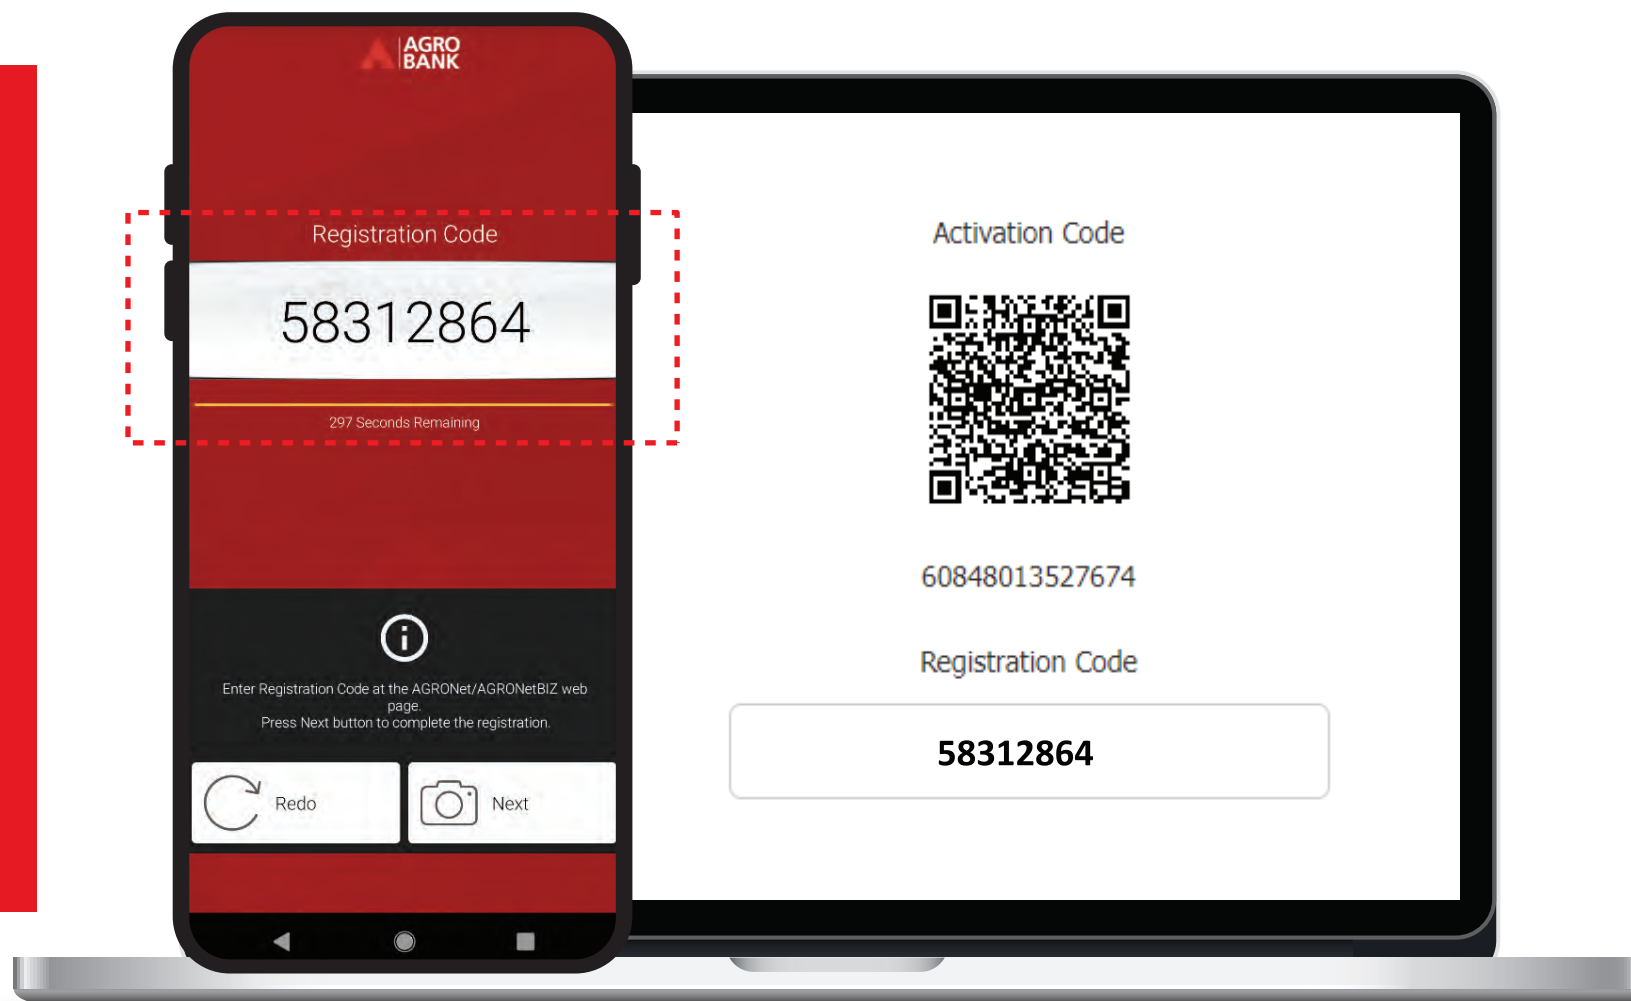 AGRO
BANK
Registration Code
58312864
297 Seconds Remaining
Enter Registration Code at the AGRONet/AGRONetBIZ web
page.
Press Next button to complete the registration.
Redo
Next
Activation Code
60848013527674
Registration Code
58312864